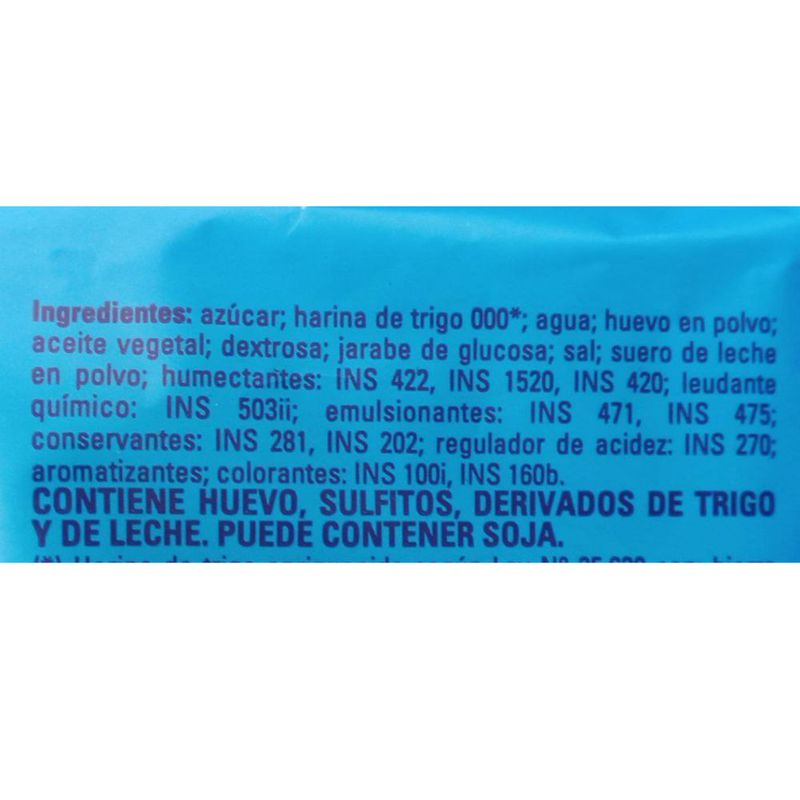 Ingredientes: azúcar; harina de trigo 000*; agua; huevo en polvo;
aceite vegetal; dextrosa; jarabe de glucosa; sal; suero de leche
en polvo; humectantes: INS 422, INS 1520, INS 420; leudante
químico: INS 503ii; emulsionantes: INS 471, INS 475;
conservantes: INS 281, INS 202; regulador de acidez: INS 270;
aromatizantes; colorantes: INS 100i, INS 160b.
CONTIENE HUEVO, SULFITOS, DERIVADOS DE TRIGO
Y DE LECHE. PUEDE CONTENER SOJA.